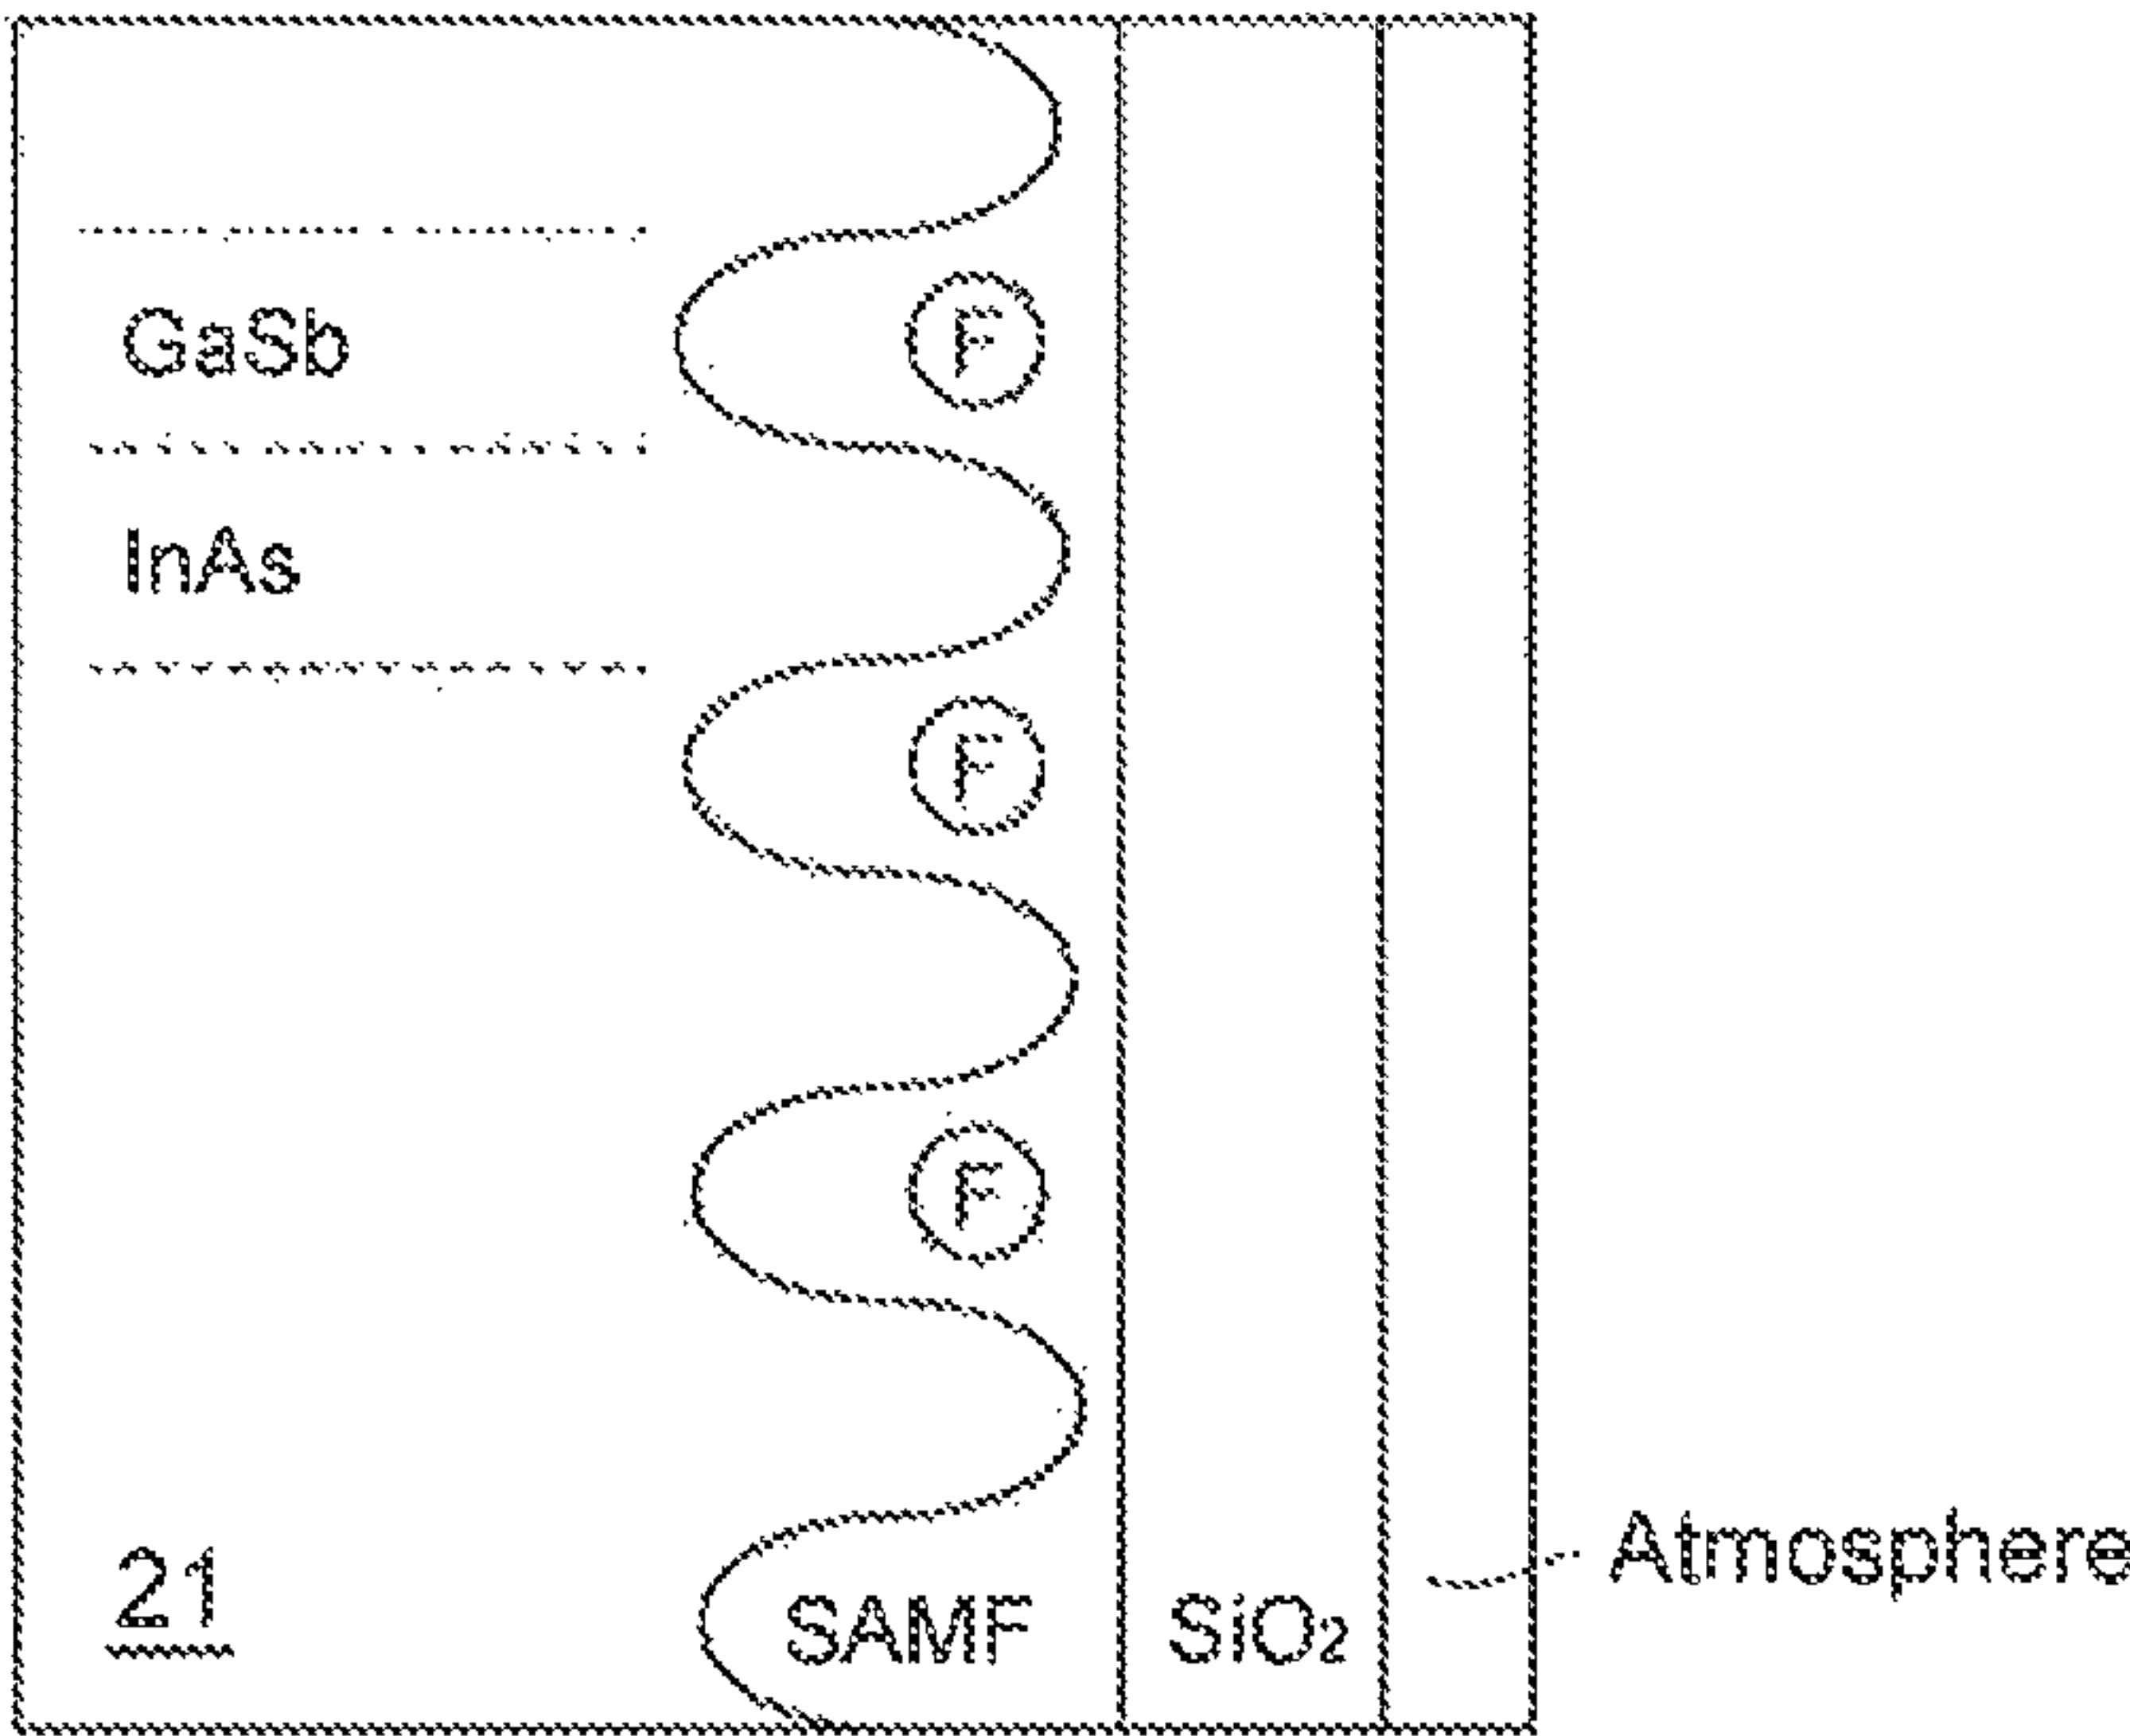 GaSb
F
InAs
F
F
21
SAMF
SiO₂
Atmosphere